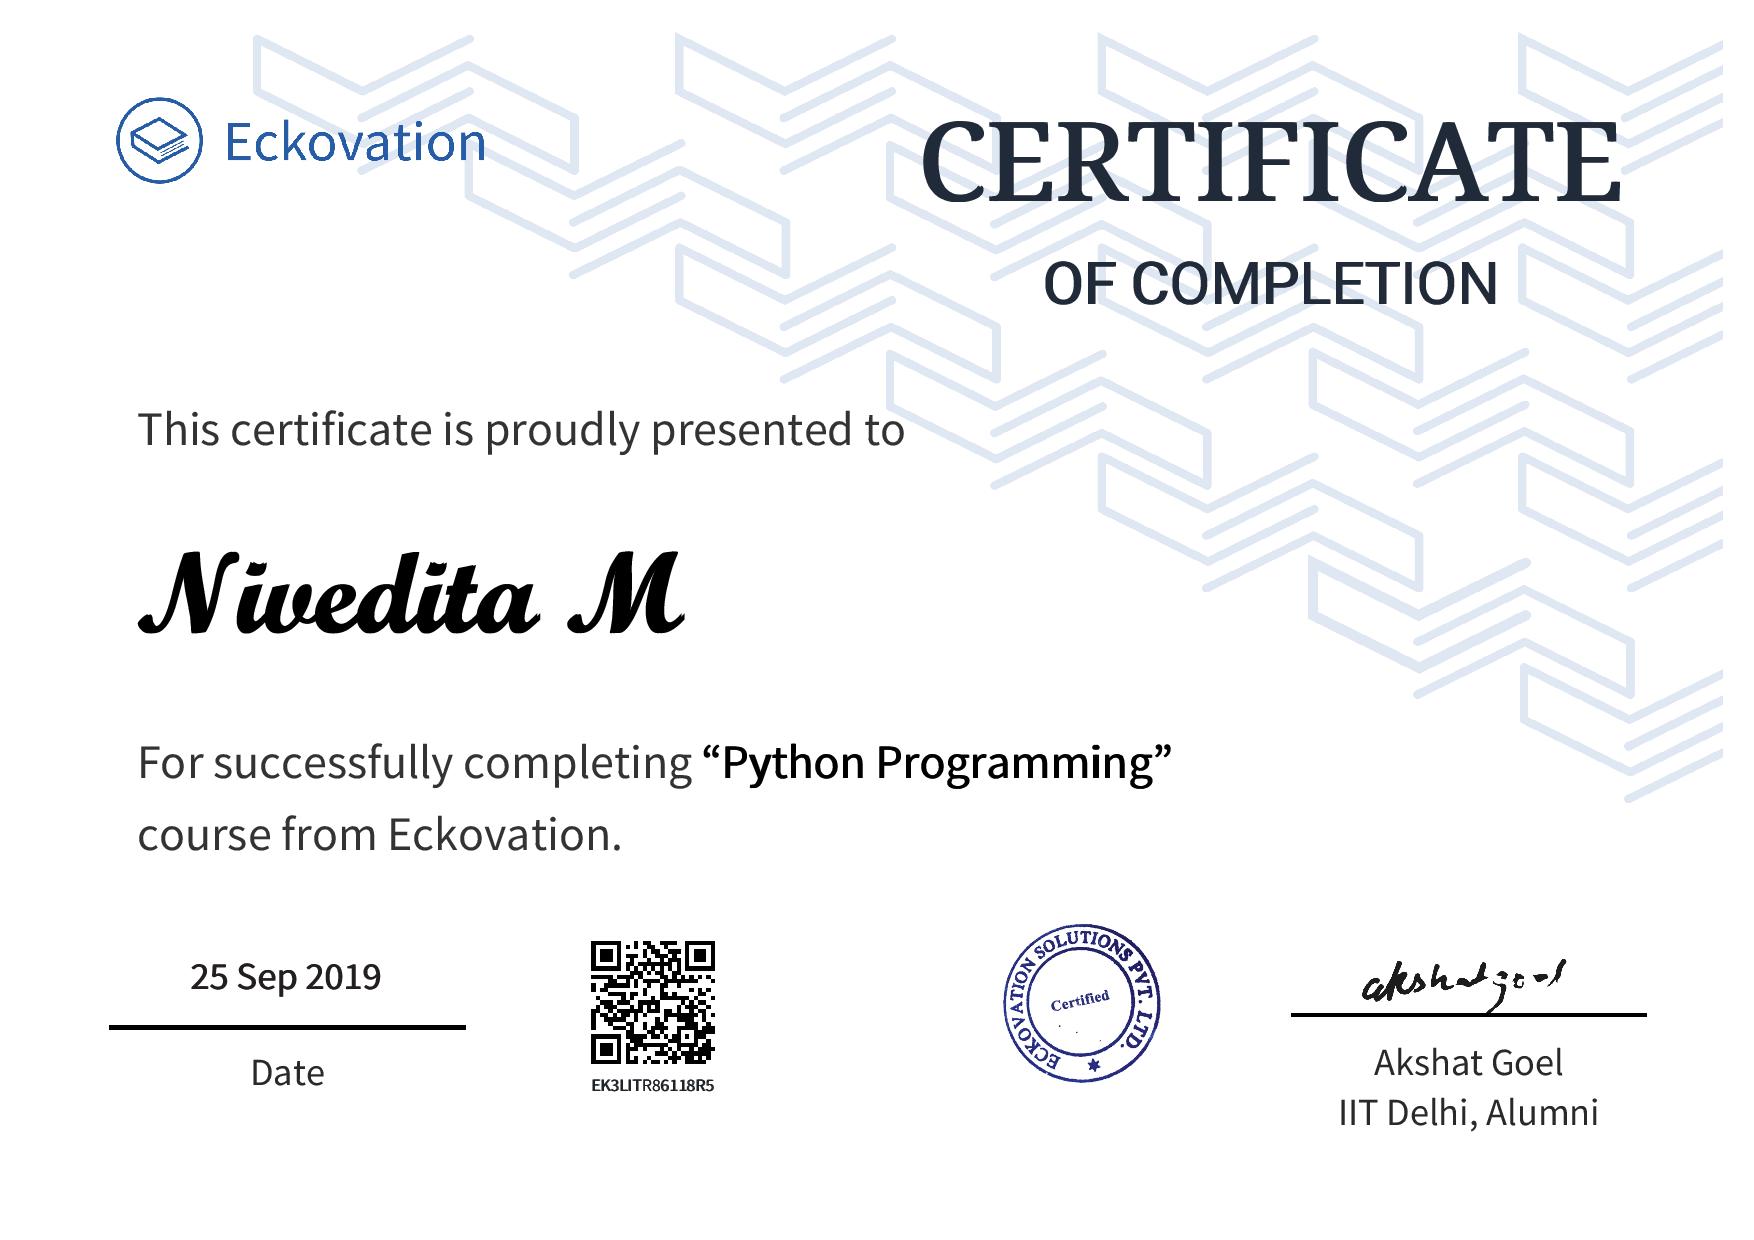 Eckovation
CERTIFICATE
OF COMPLETION
This certificate is proudly presented to
Nivedita M
For successfully completing “Python Programming”
course from Eckovation.
25 Sep 2019
Date
EK3LITR86118R5
ECKOVATION SOLUTIONS PVT. LTD.
Certified
akshat goel
Akshat Goel
IIT Delhi, Alumni